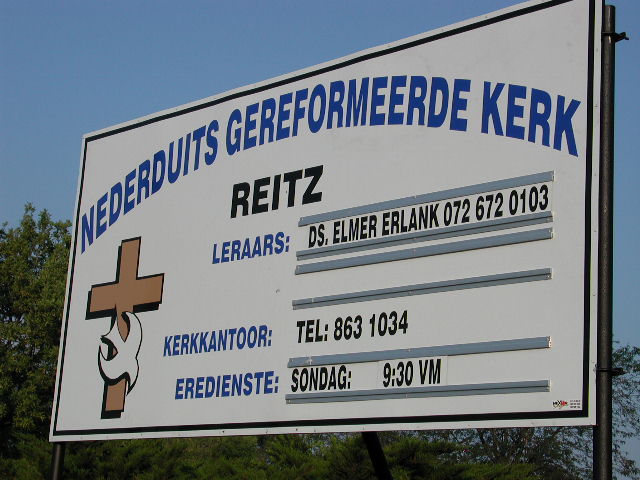 NEDERDUITS GEREFORMEERDE KERK
REITZ
LERAARS: DS. ELMER ERLANK 072 672 0103
KERKKANTOOR: TEL: 863 1034
EREDIENSTE: SONDAG: 9:30 VM